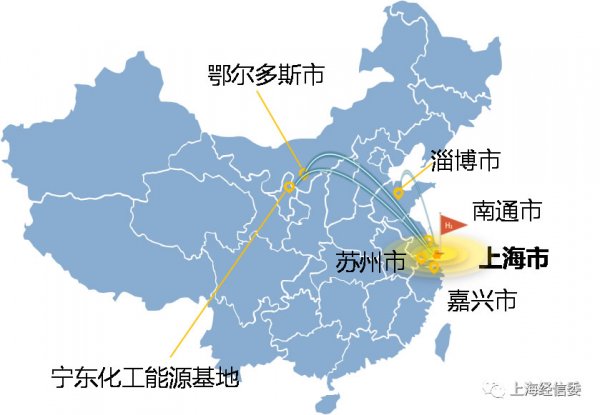 鄂尔多斯市
淄博市
南通市
H₂
苏州市
上海市
嘉兴市
宁东化工能源基地
上海经信委